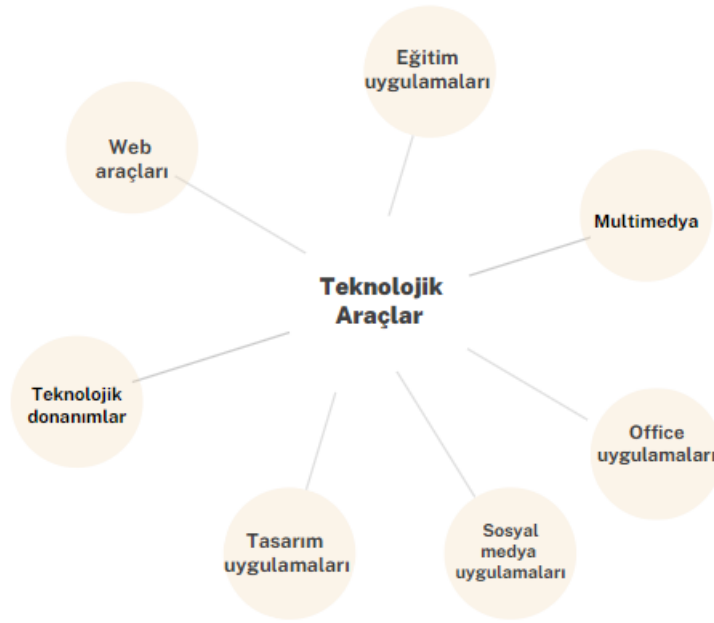 Eğitim
uygulamaları
Web
araçları
Multimedya
Teknolojik
Araçlar
Teknolojik
donanımlar
Office
uygulamaları
Tasarım
uygulamaları
Sosyal
medya
uygulamaları